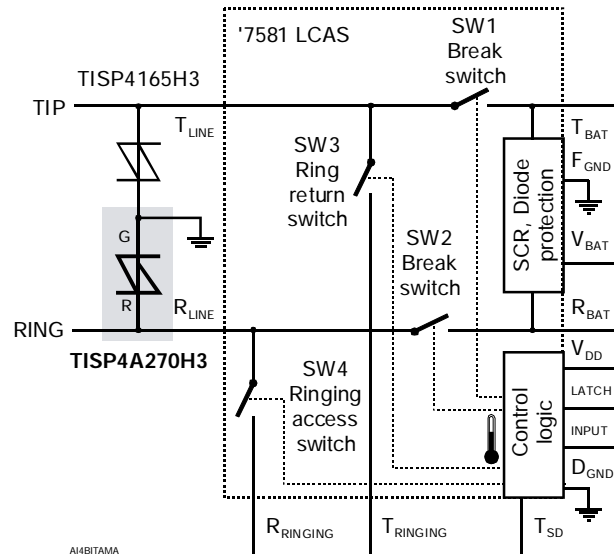 '7581 LCAS
SW1
Break
switch
TISP4165H3
TIP
T_LINE
SW3
Ring
return
switch
T_BAT
F_GND
SCR, Diode
protection
V_BAT
G
R
SW2
Break
switch
R_LINE
R_BAT
RING
TISP4A270H3
SW4
Ringing
access
switch
V_DD
LATCH
Control
logic
INPUT
D_GND
R_RINGING
T_RINGING
T_SD
AI4BITAMA